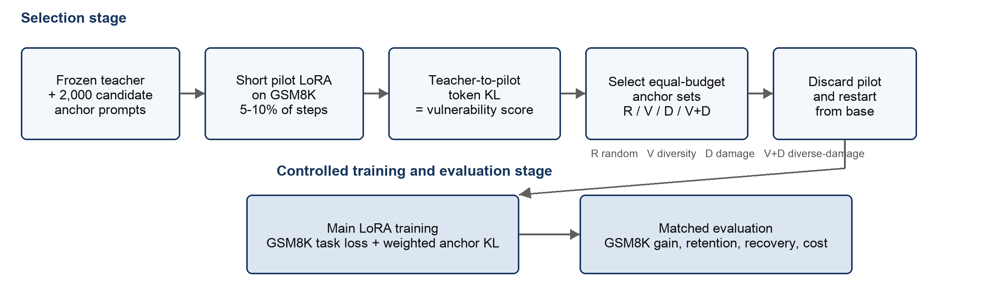 Selection stage
Frozen teacher
+ 2,000 candidate
anchor prompts
Short pilot LoRA
on GSM8K
5-10% of steps
Teacher-to-pilot
token KL
= vulnerability score
Select equal-budget
anchor sets
R / V / D / V+D
Discard pilot
and restart
from base
R random V diversity D damage V+D diverse-damage
Controlled training and evaluation stage
Main LoRA training
GSM8K task loss + weighted anchor KL
Matched evaluation
GSM8K gain, retention, recovery, cost